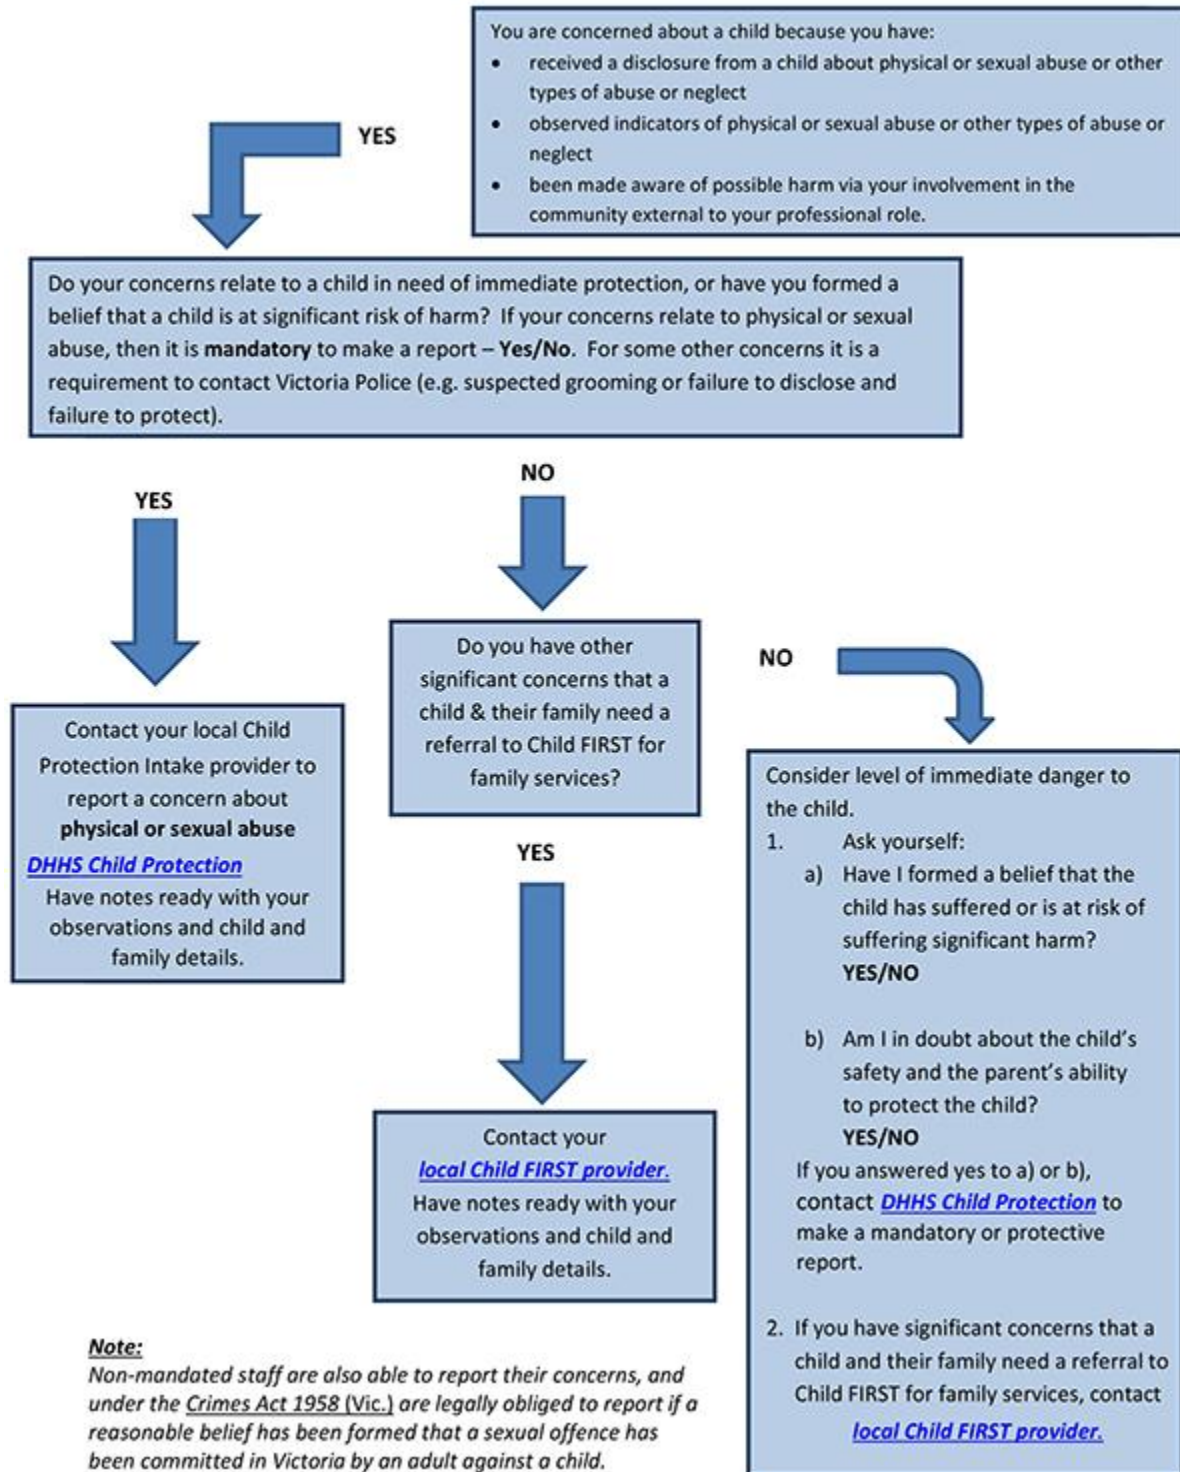 You are concerned about a child because you have:
• received a disclosure from a child about physical or sexual abuse or other
types of abuse or neglect
• observed indicators of physical or sexual abuse or other types of abuse or
neglect
• been made aware of possible harm via your involvement in the
community external to your professional role.
YES
Do your concerns relate to a child in need of immediate protection, or have you formed a
belief that a child is at significant risk of harm? If your concerns relate to physical or sexual
abuse, then it is mandatory to make a report – Yes/No. For some other concerns it is a
requirement to contact Victoria Police (e.g. suspected grooming or failure to disclose and
failure to protect).
YES
NO
Contact your local Child
Protection Intake provider to
report a concern about
physical or sexual abuse
DHHS Child Protection
Have notes ready with your
observations and child and
family details.
Do you have other
significant concerns that a
child & their family need a
referral to Child FIRST for
family services?
NO
YES
Contact your
local Child FIRST provider.
Have notes ready with your
observations and child and
family details.
Consider level of immediate danger to
the child.
1. Ask yourself:
a) Have I formed a belief that the
child has suffered or is at risk of
suffering significant harm?
YES/NO
b) Am I in doubt about the child's
safety and the parent's ability
to protect the child?
YES/NO
If you answered yes to a) or b),
contact DHHS Child Protection to
make a mandatory or protective
report.
2. If you have significant concerns that a
child and their family need a referral to
Child FIRST for family services, contact
local Child FIRST provider.
Note:
Non-mandated staff are also able to report their concerns, and
under the Crimes Act 1958 (Vic.) are legally obliged to report if a
reasonable belief has been formed that a sexual offence has
been committed in Victoria by an adult against a child.